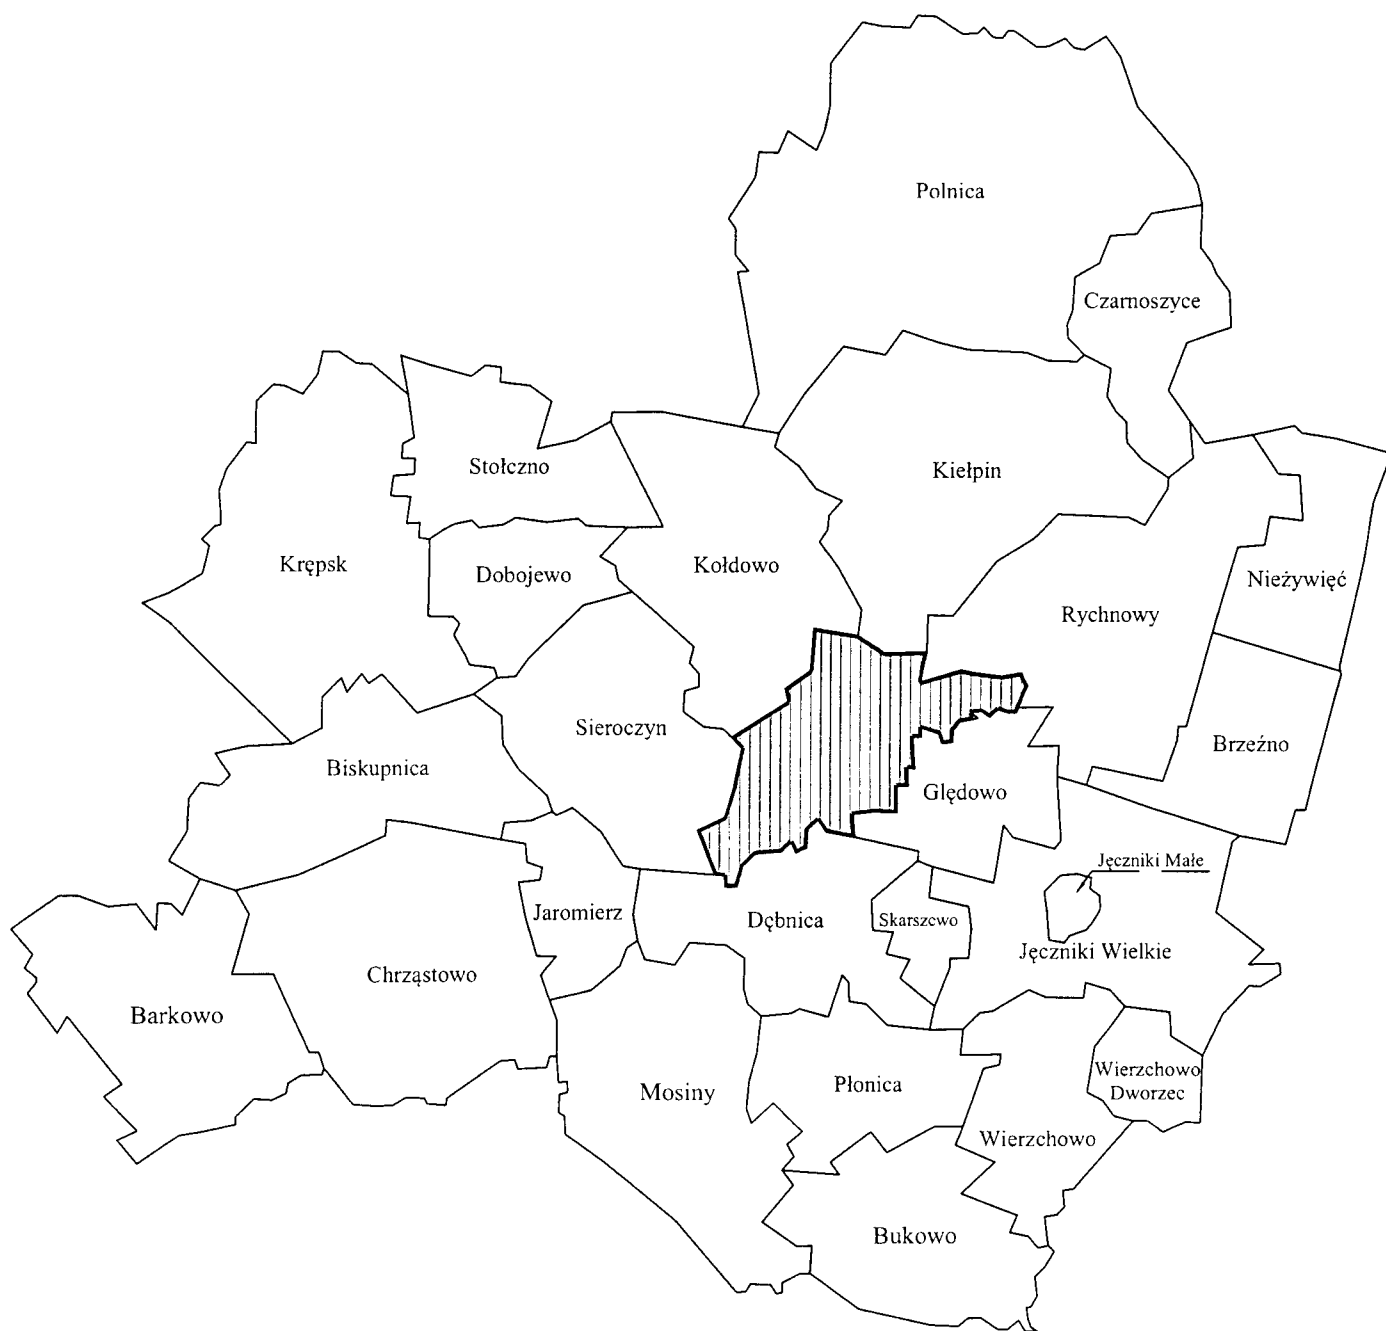 Polnica
Czarnoszyce
Stołczno
Kiełpin
Krępsk
Dobojewo
Kołdowo
Nieżywięć
Rychnowy
Sieroczyn
Brzeźno
Biskupnica
Ględowo
Jęczniki Małe
Jaromierz
Dębnica
Skarszewo
Jęczniki Wielkie
Chrząstowo
Barkowo
Mosiny
Płonica
Wierzchowo
Dworzec
Wierzchowo
Bukowo